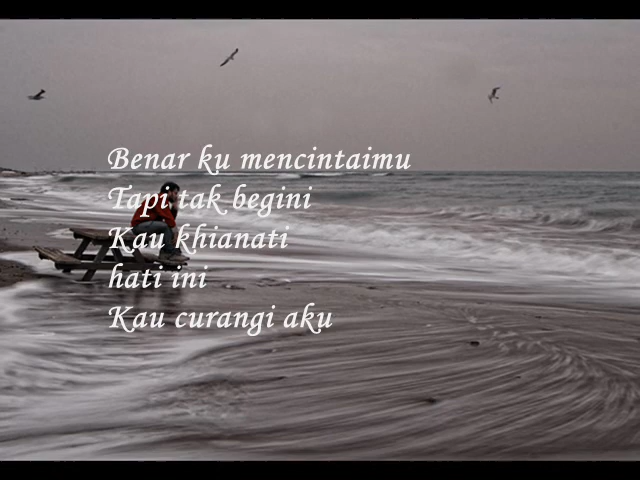 Benar ku mencintaimu
Tapi tak begini
Kau khianati
hati ini
Kau curangi aku